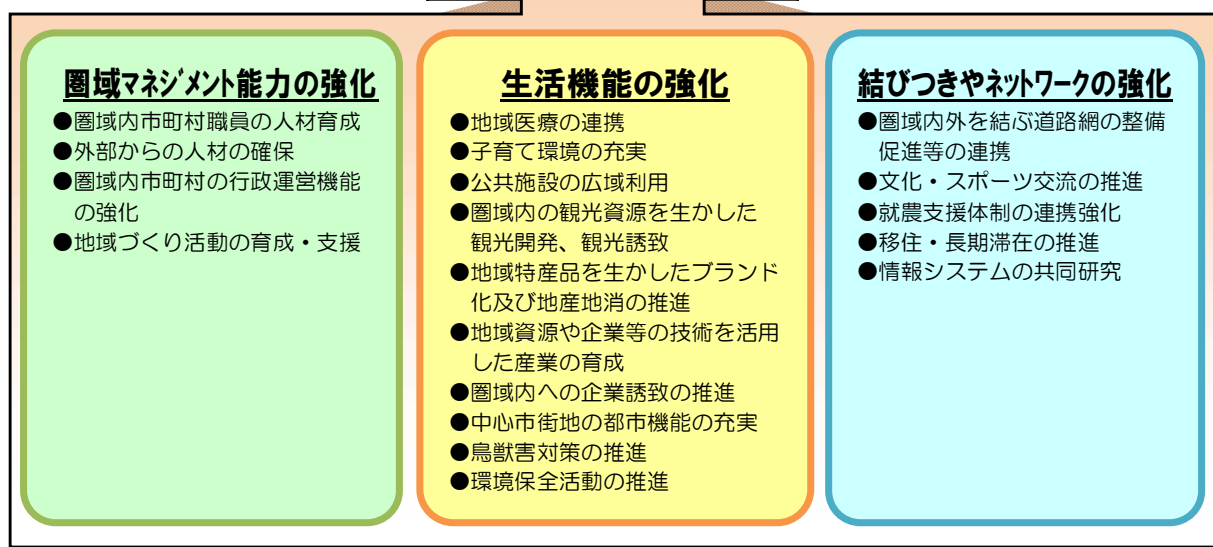 圏域マネジメント能力の強化
●圏域内市町村職員の人材育成
●外部からの人材の確保
●圏域内市町村の行政運営機能
の強化
●地域づくり活動の育成・支援
生活機能の強化
●地域医療の連携
●子育て環境の充実
●公共施設の広域利用
●圏域内の観光資源を生かした
観光開発、観光誘致
●地域特産品を生かしたブランド
化及び地産地消の推進
●地域資源や企業等の技術を活用
した産業の育成
●圏域内への企業誘致の推進
●中心市街地の都市機能の充実
●鳥獣害対策の推進
●環境保全活動の推進
結びつきやネットワークの強化
●圏域内外を結ぶ道路網の整備
促進等の連携
●文化・スポーツ交流の推進
●就農支援体制の連携強化
●移住・長期滞在の推進
●情報システムの共同研究